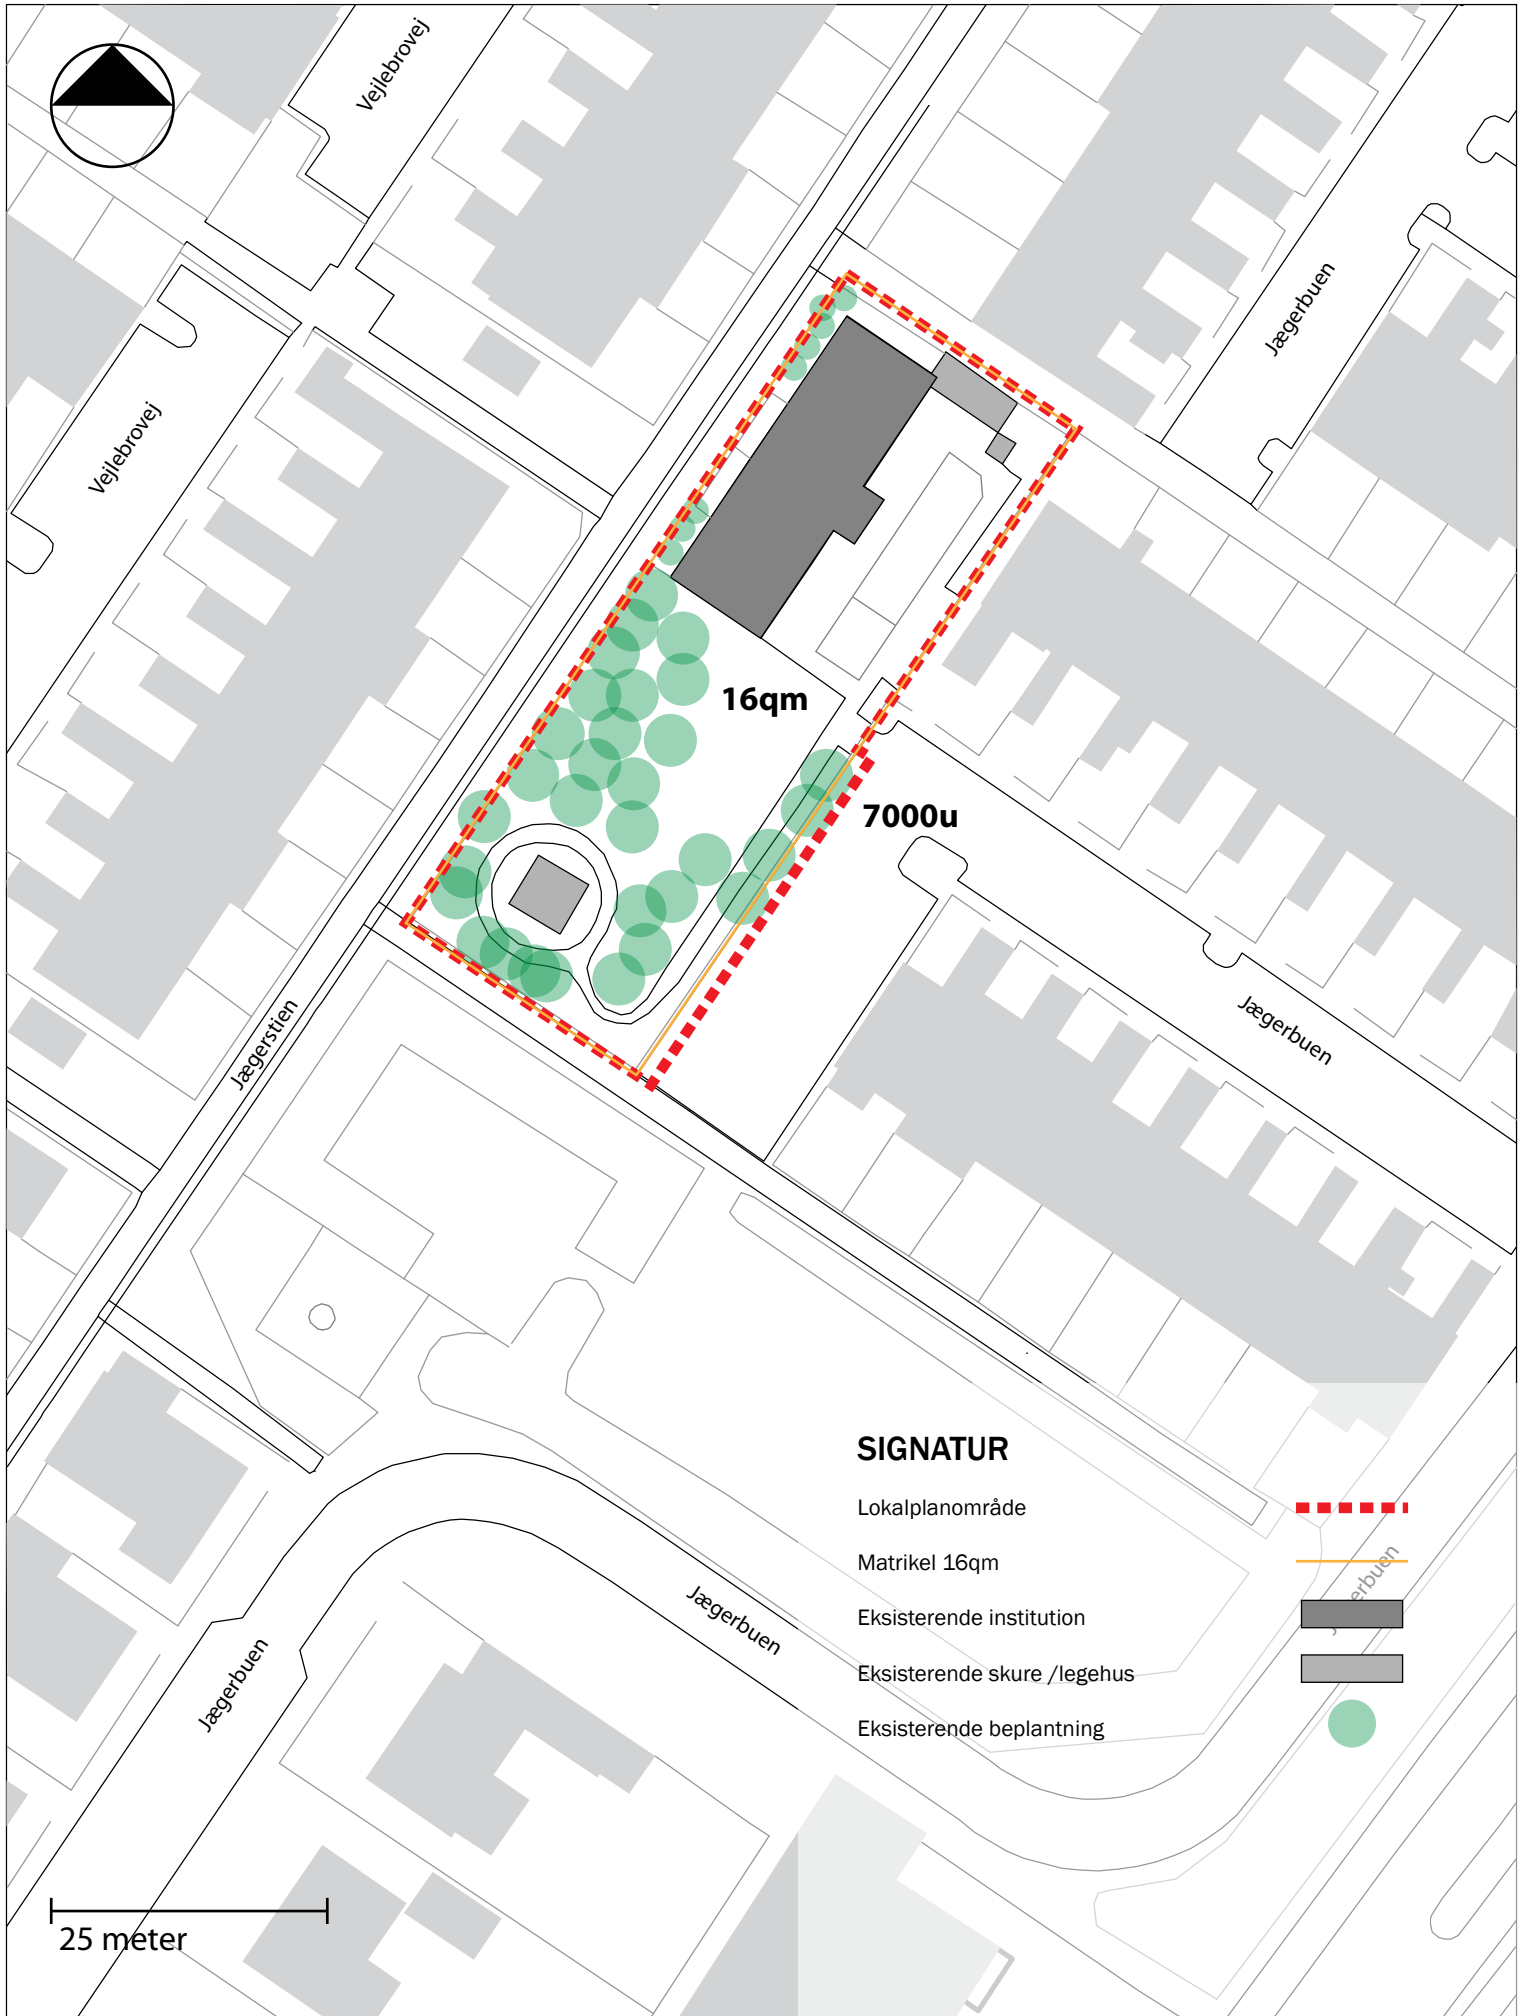 Vejlebrovej
Jægerbuen
Vejlebrovej
16qm
7000u
Jægerbuen
Jægerstien
SIGNATUR
Lokalplanområde
Matrikel 16qm
Jægerbuen
Eksisterende institution
Jægerbuen
Eksisterende skure /legehus
Jægerbuen
Eksisterende beplantning
25 meter